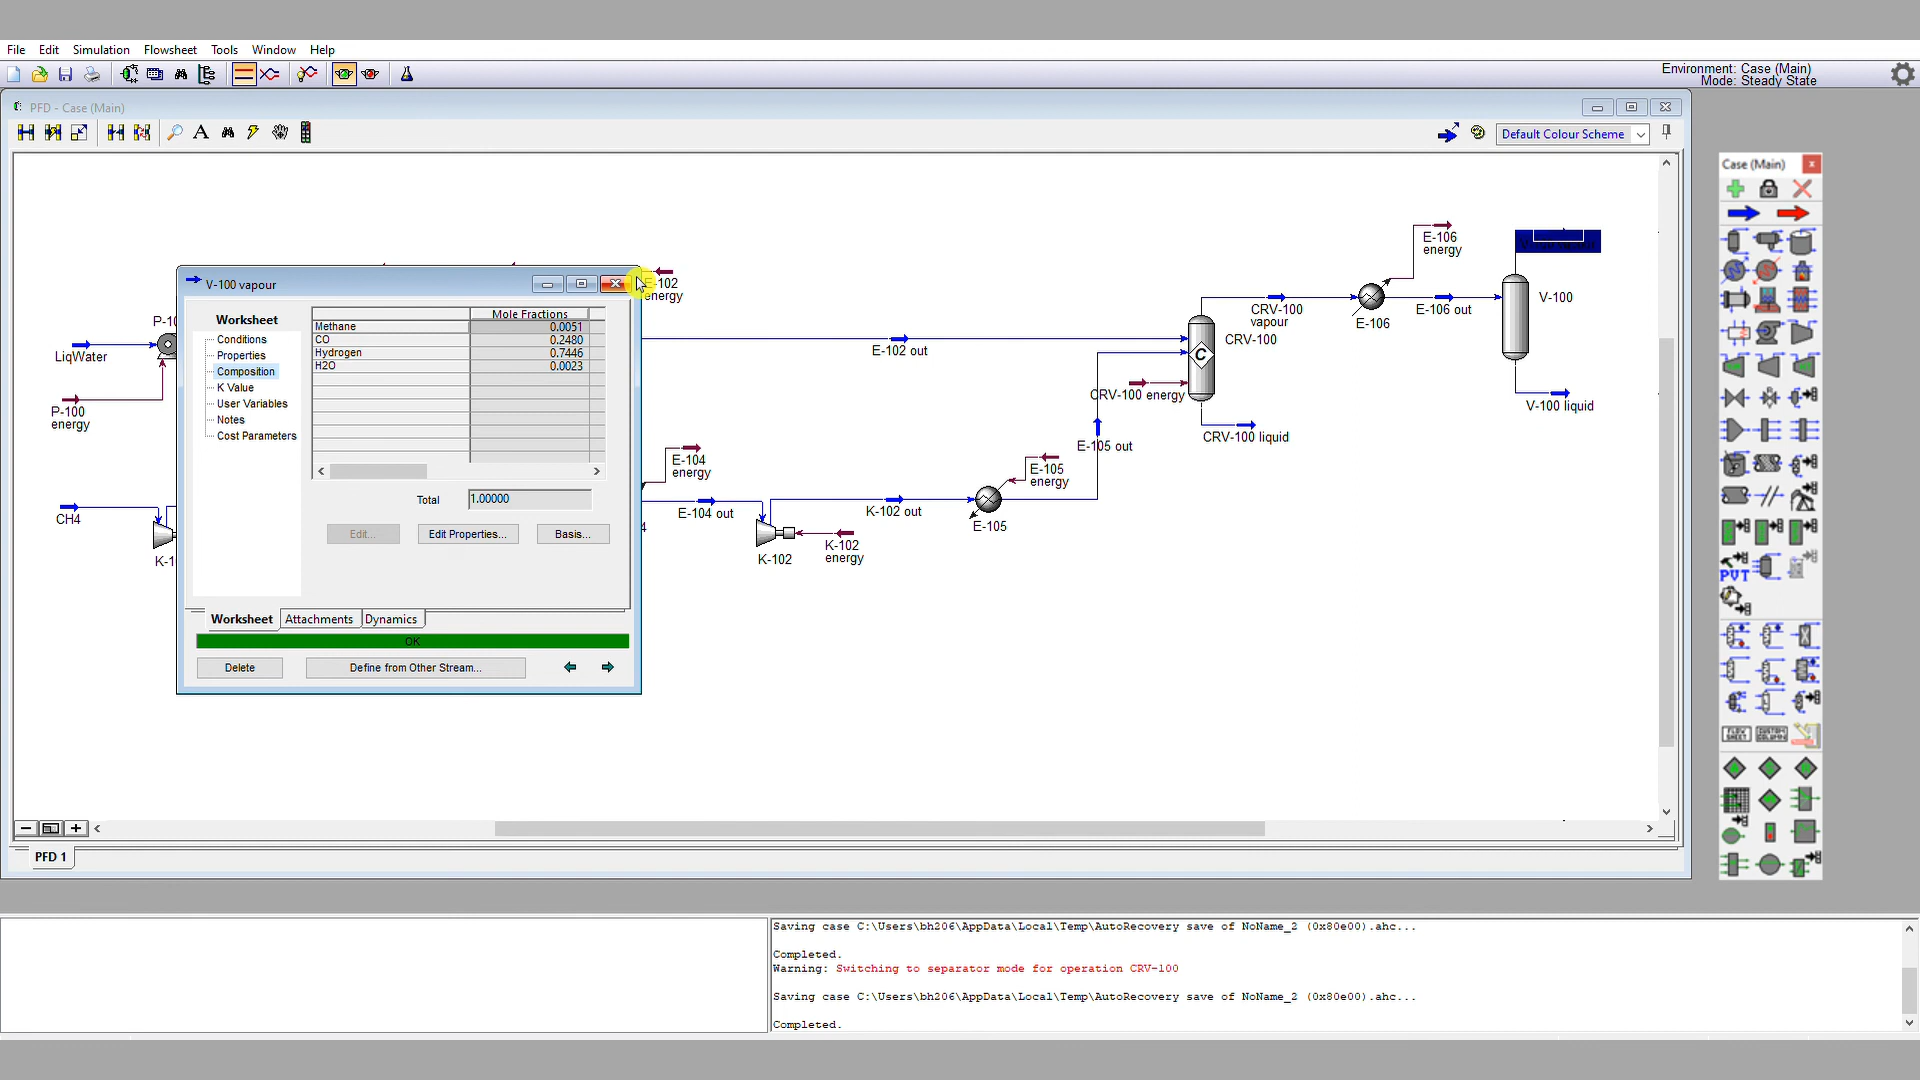 File Edit Simulation Flowsheet Tools Window Help
Environment: Case (Main)
Mode: Steady State
PFD - Case (Main)
Default Colour Scheme
Case (Main)
E-106
energy
E-102
energy
V-100 vapour
Worksheet
Conditions
Properties
Composition
K Value
User Variables
Notes
Cost Parameters
Mole Fractions
Methane 0.0051
CO 0.2480
Hydrogen 0.7446
H2O 0.0023
Total 1.00000
Edit...
Edit Properties...
Basis...
Worksheet Attachments Dynamics
OK
Delete
Define from Other Stream...
P-10
LiqWater
P-100
energy
CH4
K-1
E-102 out
CRV-100
vapour
CRV-100
C
CRV-100 energy
CRV-100 liquid
E-106
E-106 out
V-100
V-100 liquid
E-105 out
E-104
energy
E-105
energy
4
E-104 out
K-102 out
E-105
K-102
K-102
energy
PVT
FLOW
SHEET
CUSTOM
COLUMN
PFD 1
Saving case C:\Users\bh206\AppData\Local\Temp\AutoRecovery save of NoName_2 (0x80e00).ahc...
Completed.
Warning: Switching to separator mode for operation CRV-100
Saving case C:\Users\bh206\AppData\Local\Temp\AutoRecovery save of NoName_2 (0x80e00).ahc...
Completed.